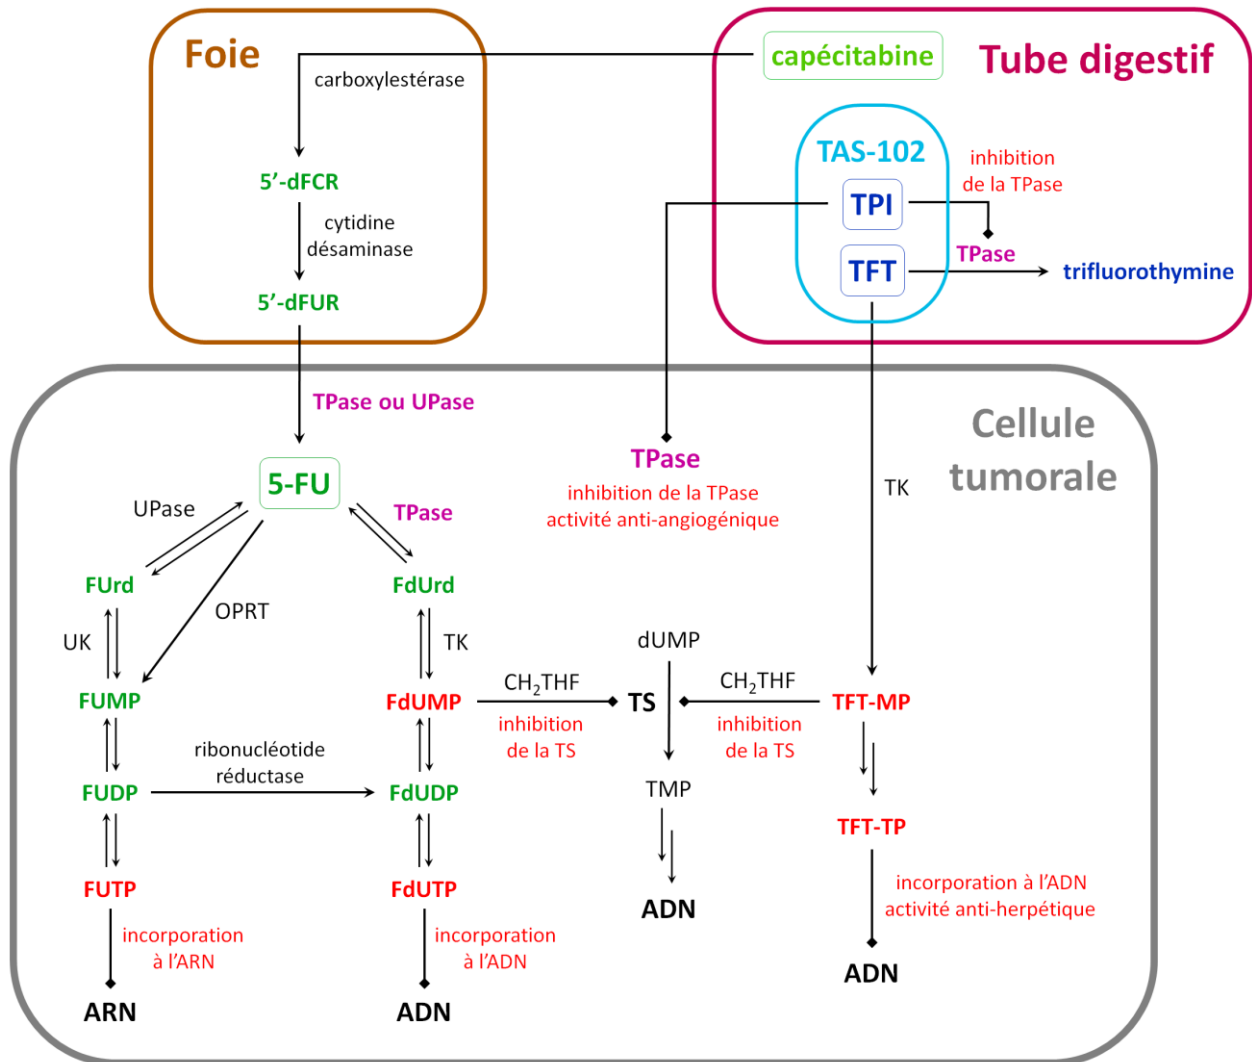 Foie
capécitabine
Tube digestif
carboxylestérase
TAS-102
inhibition
de la TPase
5’-dFCR
TPI
cytidine
désaminase
TPase
TFT
trifluorothymine
5’-dFUR
TPase ou UPase
Cellule
tumorale
TPase
5-FU
inhibition de la TPase
activité anti-angiogénique
UPase
TPase
TK
FUrd
FdUrd
OPRT
UK
TK
dUMP
CH₂THF
CH₂THF
FUMP
FdUMP
TS
TFT-MP
inhibition
de la TS
inhibition
de la TS
ribonucléotide
réductase
FUDP
FdUDP
TMP
TFT-TP
FUTP
FdUTP
incorporation à l’ADN
activité anti-herpétique
ADN
incorporation
à l’ARN
incorporation
à l’ADN
ADN
ARN
ADN